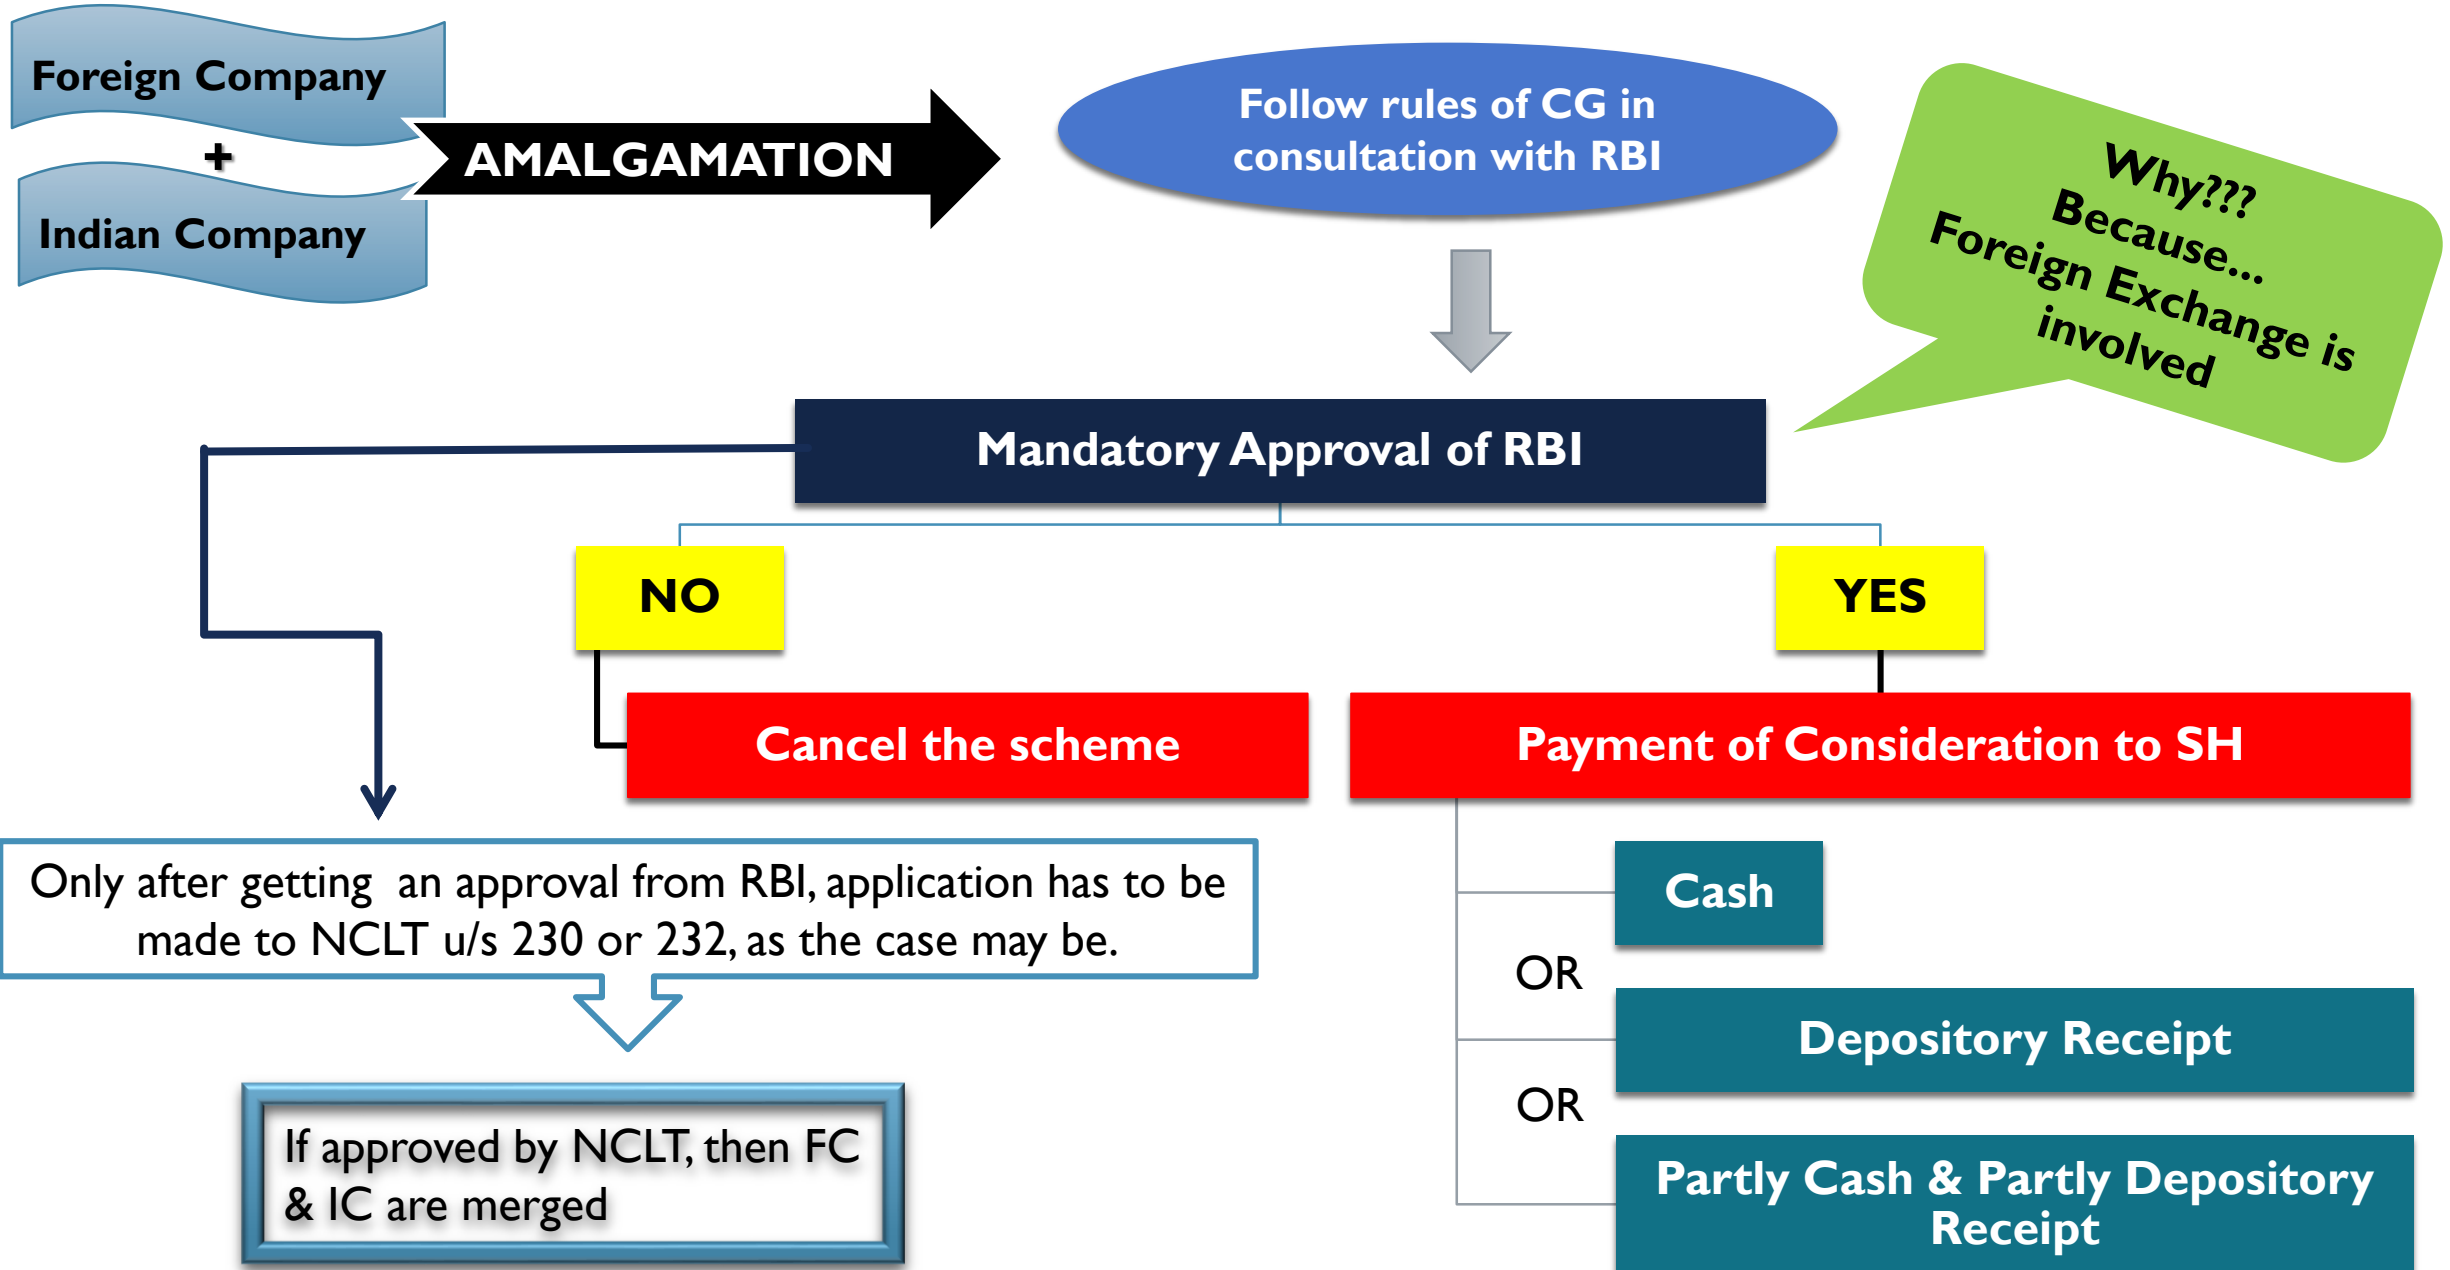 Foreign Company
+
Indian Company
AMALGAMATION
Follow rules of CG in
consultation with RBI
Why???
Because...
Foreign Exchange is
involved
Mandatory Approval of RBI
NO
YES
Cancel the scheme
Payment of Consideration to SH
Only after getting an approval from RBI, application has to be
made to NCLT u/s 230 or 232, as the case may be.
Cash
OR
Depository Receipt
OR
Partly Cash & Partly Depository
Receipt
If approved by NCLT, then FC
& IC are merged